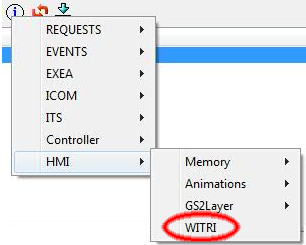 REQUESTS
EVENTS
EXEA
ICOM
ITS
Controller
HMI
Memory
Animations
GS2Layer
WITRI